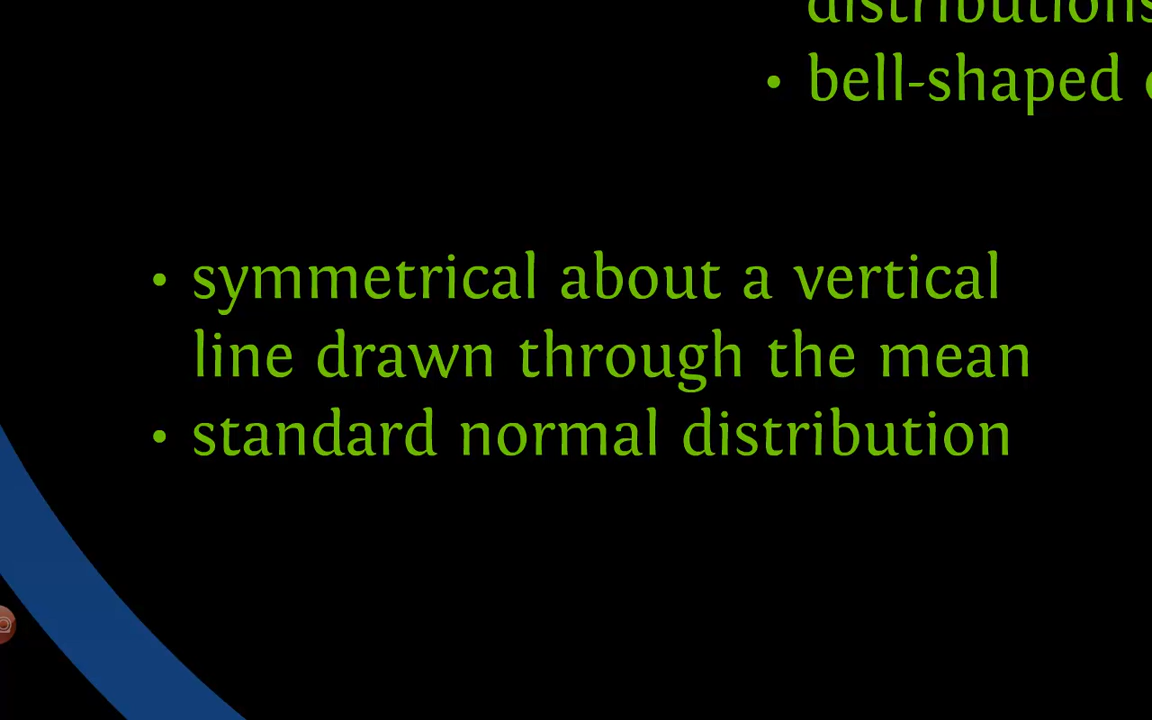 distributions
• bell-shaped
• symmetrical about a vertical
line drawn through the mean
• standard normal distribution